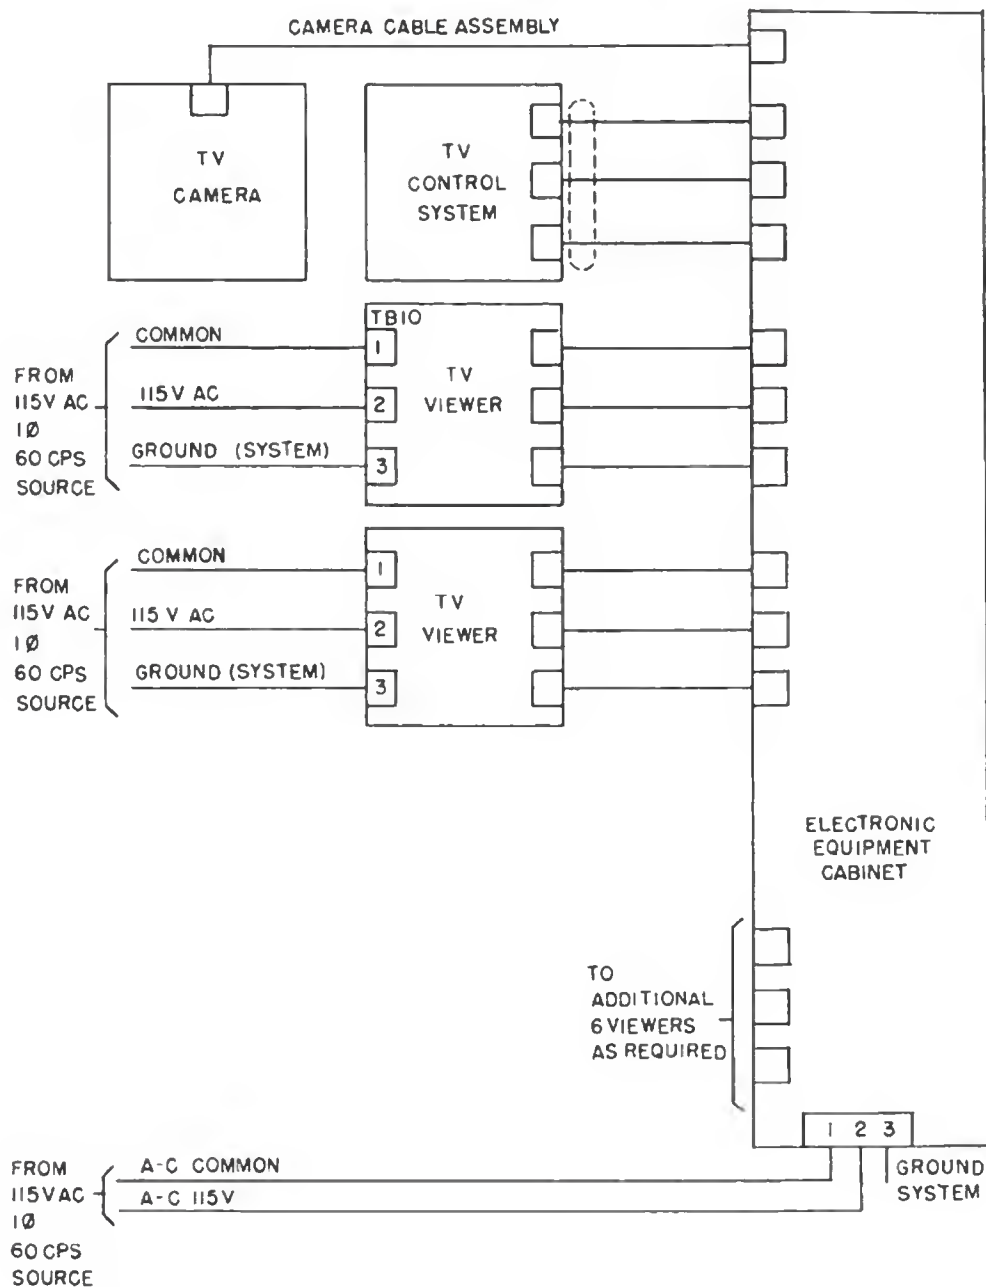 CAMERA CABLE ASSEMBLY
TV
CAMERA
TV
CONTROL
SYSTEM
FROM
115V AC
1Ø
60 CPS
SOURCE
COMMON
115V AC
GROUND (SYSTEM)
TB10
1
2
3
TV
VIEWER
FROM
115V AC
1Ø
60 CPS
SOURCE
COMMON
115 V AC
GROUND (SYSTEM)
1
2
3
TV
VIEWER
ELECTRONIC
EQUIPMENT
CABINET
TO
ADDITIONAL
6 VIEWERS
AS REQUIRED
1 2 3
GROUND
SYSTEM
FROM
115V AC
1Ø
60 CPS
SOURCE
A-C COMMON
A-C 115V